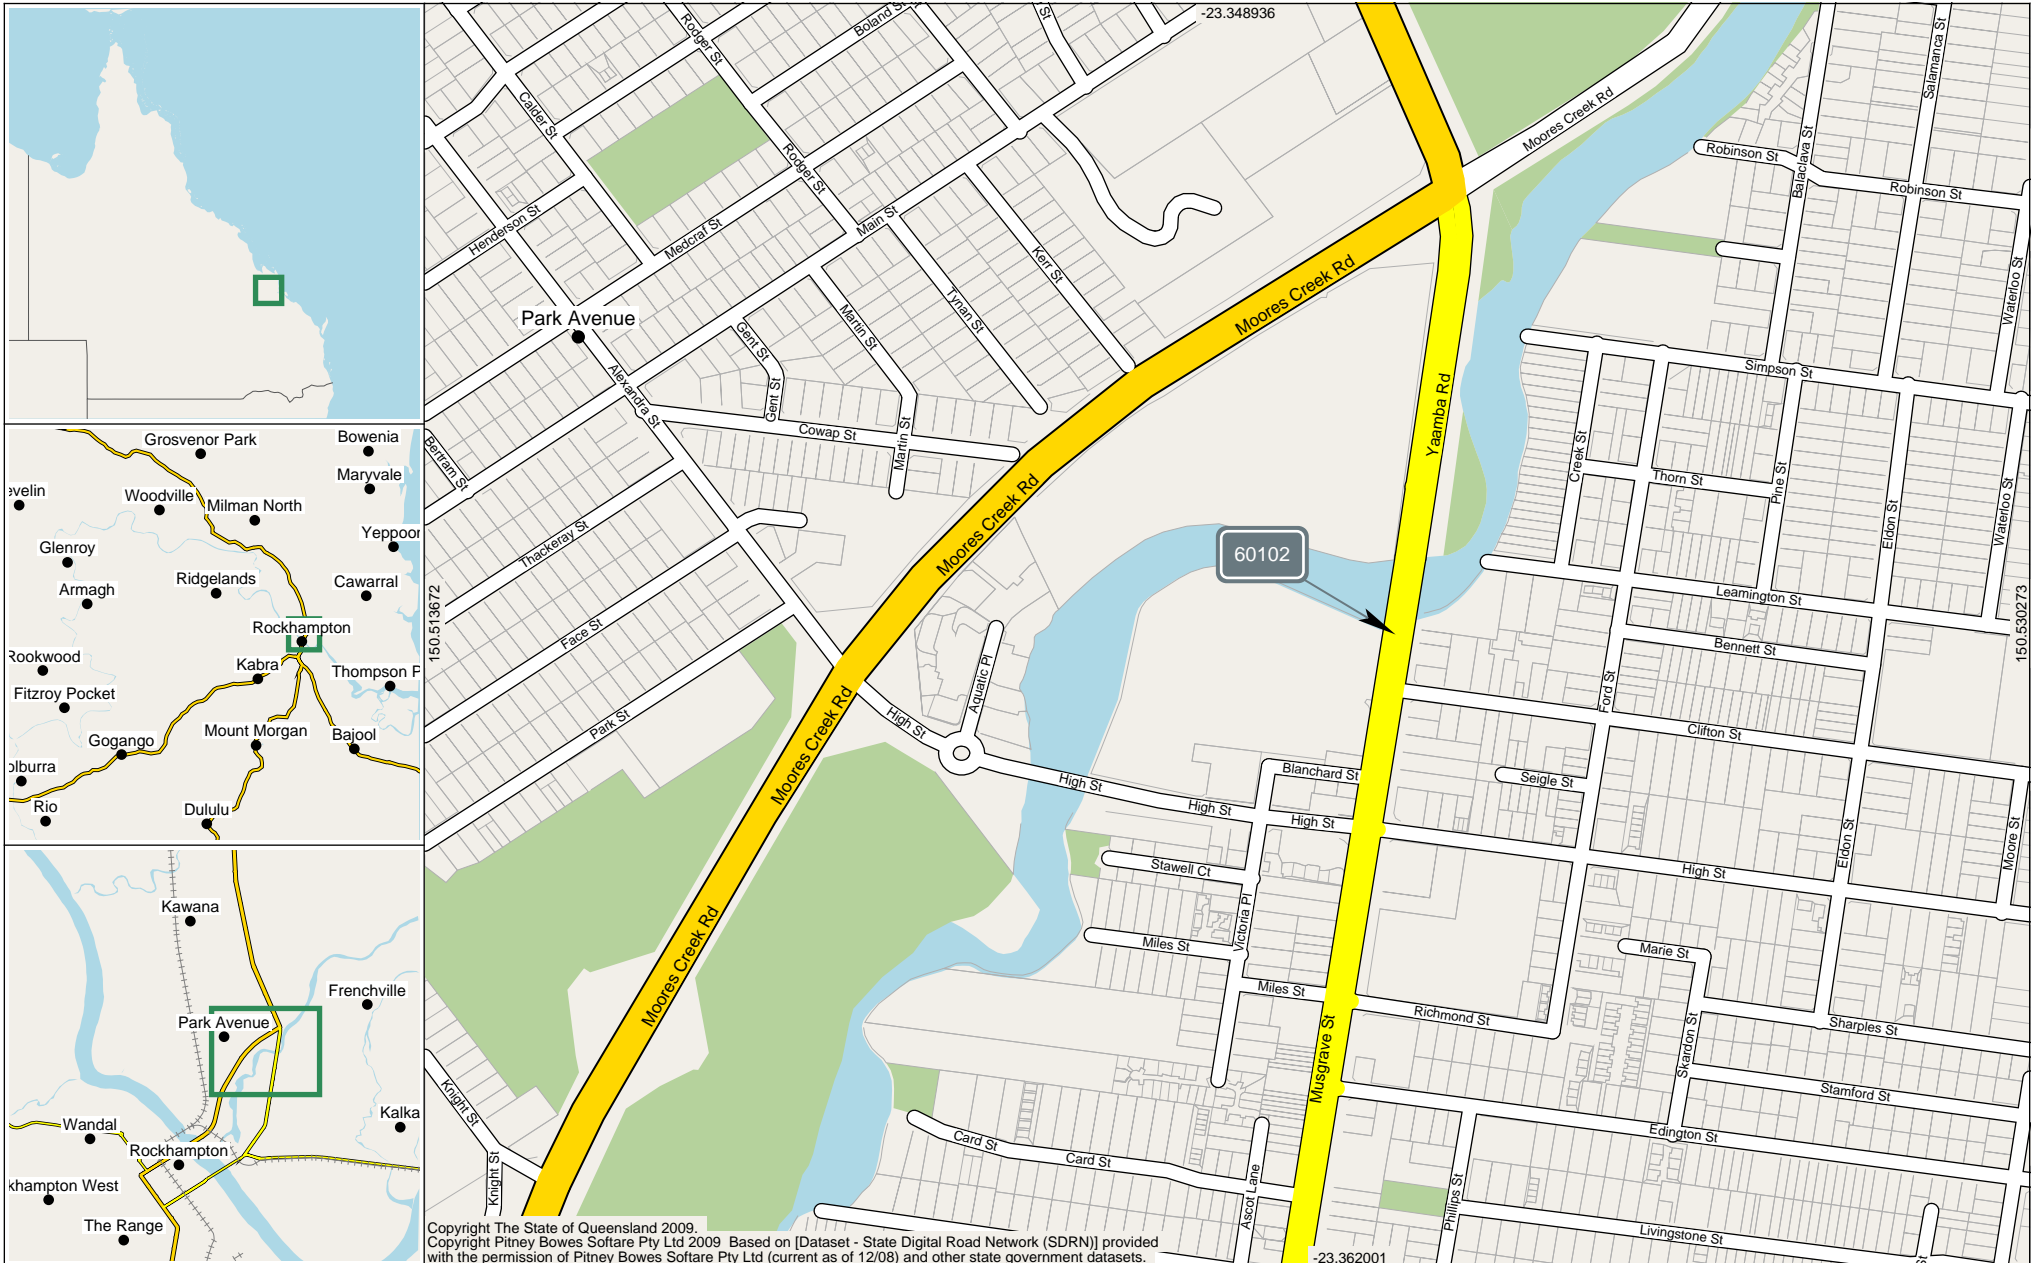 Grosvenor Park
Bowenia
Maryvale
evelin
Woodville
Milman North
Yeppoor
Glenroy
Ridgelands
Cawarral
Armagh
Rockhampton
Rookwood
Kabra
Thompson P
Fitzroy Pocket
Mount Morgan
Bajool
Gogango
olburra
Rio
Dululu
Kawana
Frenchville
Park Avenue
Wandal
Kalka
Rockhampton
khampton West
The Range
-23.348936
150.513672
150.530273
-23.362001
Rodger St
Boland St
St
Calder St
Rodger St
Henderson St
Medcraf St
Main St
Kerr St
Tynan St
Martin St
Gent St
Gent St
Park Avenue
Alexandra St
Cowap St
Martin St
Bertram St
Thackeray St
Face St
Park St
Moores Creek Rd
Moores Creek Rd
Moores Creek Rd
Moores Creek Rd
Moores Creek Rd
Yaamba Rd
60102
Aquatic Pl
High St
High St
High St
High St
High St
Blanchard St
Stawell Ct
Victoria Pl
Miles St
Miles St
Musgrave St
Richmond St
Card St
Card St
Ascot Lane
Knight St
Knight St
Robinson St
Robinson St
Balaclava St
Salamanca St
Waterloo St
Simpson St
Creek St
Thorn St
Pine St
Eldon St
Waterloo St
Leamington St
Bennett St
Ford St
Clifton St
Seigle St
Eldon St
Moore St
Marie St
Skardon St
Sharples St
Stamford St
Edington St
Phillips St
Livingstone St
St
Copyright The State of Queensland 2009.
Copyright Pitney Bowes Softare Pty Ltd 2009 Based on [Dataset - State Digital Road Network (SDRN)] provided
with the permission of Pitney Bowes Softare Pty Ltd (current as of 12/08) and other state government datasets.